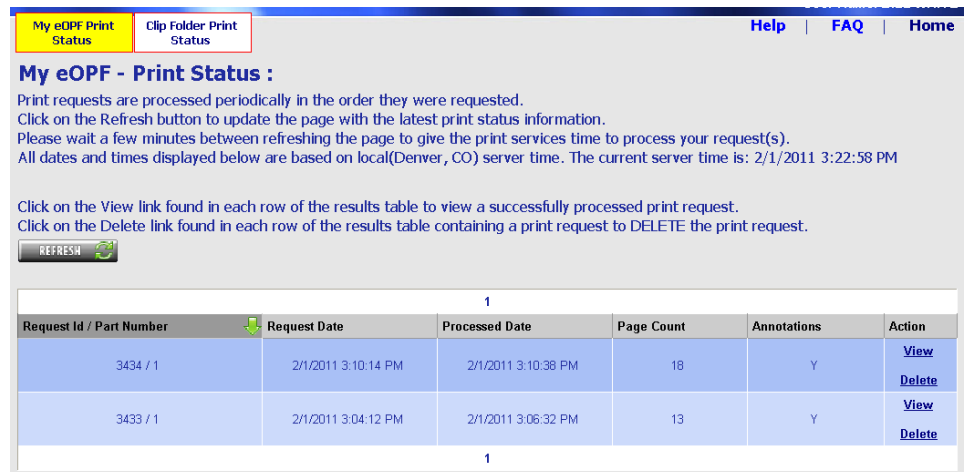 My eOPF Print
Status
Clip Folder Print
Status
Help | FAQ | Home
My eOPF - Print Status :
Print requests are processed periodically in the order they were requested.
Click on the Refresh button to update the page with the latest print status information.
Please wait a few minutes between refreshing the page to give the print services time to process your request(s).
All dates and times displayed below are based on local(Denver, CO) server time. The current server time is: 2/1/2011 3:22:58 PM
Click on the View link found in each row of the results table to view a successfully processed print request.
Click on the Delete link found in each row of the results table containing a print request to DELETE the print request.
REFRESH
1
Request Id / Part Number Request Date Processed Date Page Count Annotations Action
3434 / 1 2/1/2011 3:10:14 PM 2/1/2011 3:10:38 PM 18 Y View
Delete
3433 / 1 2/1/2011 3:04:12 PM 2/1/2011 3:06:32 PM 13 Y View
Delete
1